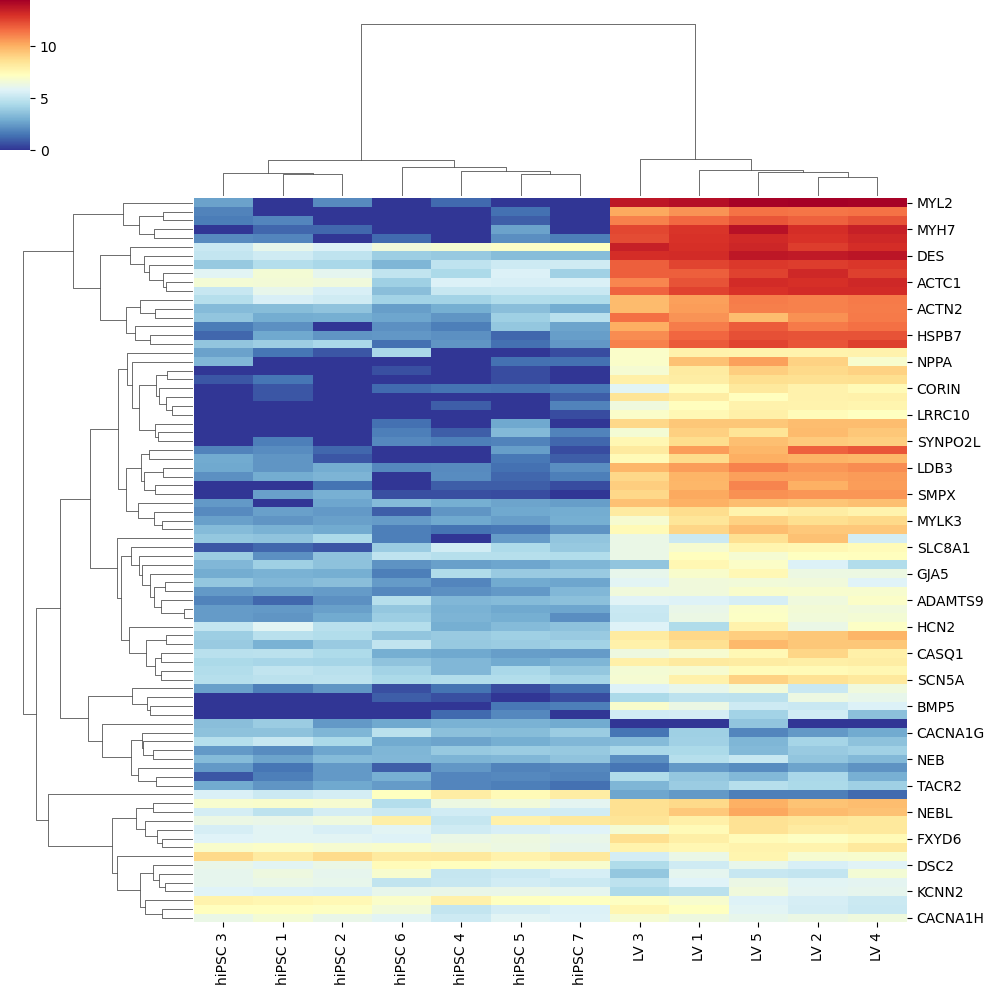 10
5
0
MYL2
MYH7
DES
ACTC1
ACTN2
HSPB7
NPPA
CORIN
LRRC10
SYNPO2L
LDB3
SMPX
MYLK3
SLC8A1
GJA5
ADAMTS9
HCN2
CASQ1
SCN5A
BMP5
CACNA1G
NEB
TACR2
NEBL
FXYD6
DSC2
KCNN2
CACNA1H
hiPSC 3
hiPSC 1
hiPSC 2
hiPSC 6
hiPSC 4
hiPSC 5
hiPSC 7
LV 3
LV 1
LV 5
LV 2
LV 4